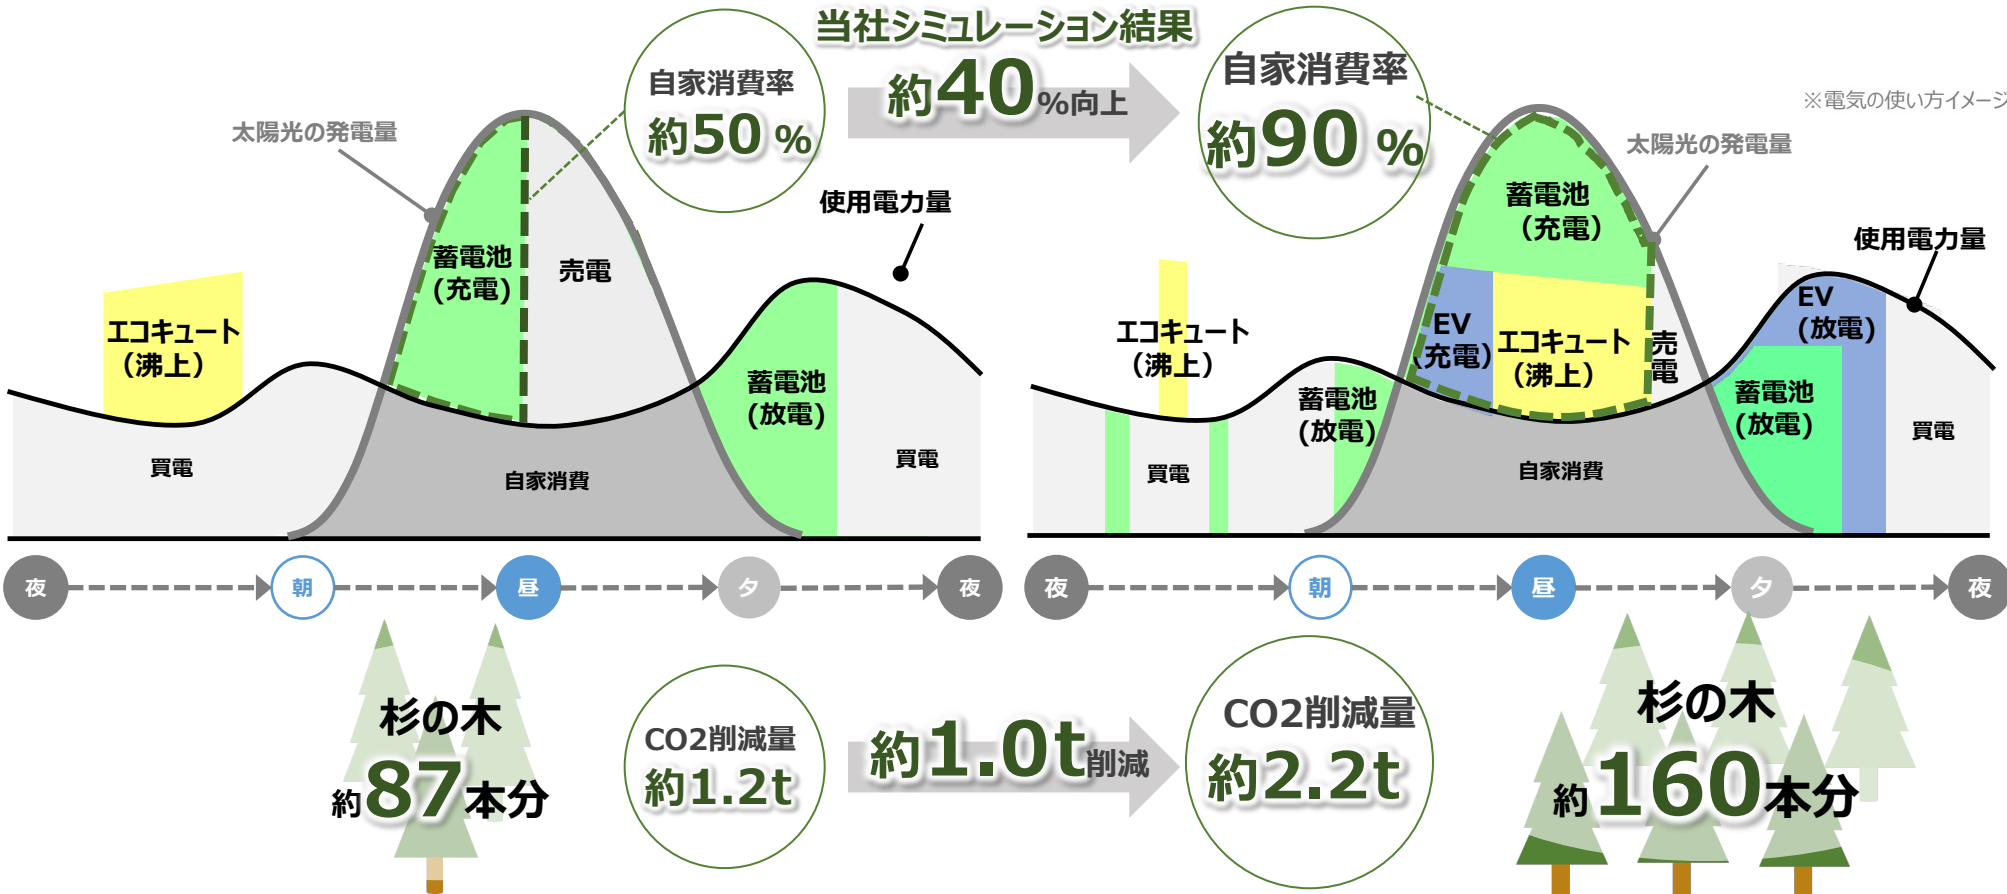 当社シミュレーション結果
自家消費率
約50 %
約40%向上
自家消費率
約90 %
※電気の使い方イメージ
太陽光の発電量
使用電力量
蓄電池
(充電)
売電
エコキュート
（沸上）
蓄電池
(放電)
買電
自家消費
買電
太陽光の発電量
使用電力量
蓄電池
（充電）
EV
(充電)
エコキュート
（沸上）
売電
エコキュート
（沸上）
蓄電池
(放電)
EV
(放電)
蓄電池
(放電)
買電
自家消費
買電
夜
朝
昼
夕
夜
夜
朝
昼
夕
夜
杉の木
約87本分
CO2削減量
約1.2t
約1.0t削減
CO2削減量
約2.2t
杉の木
約160本分